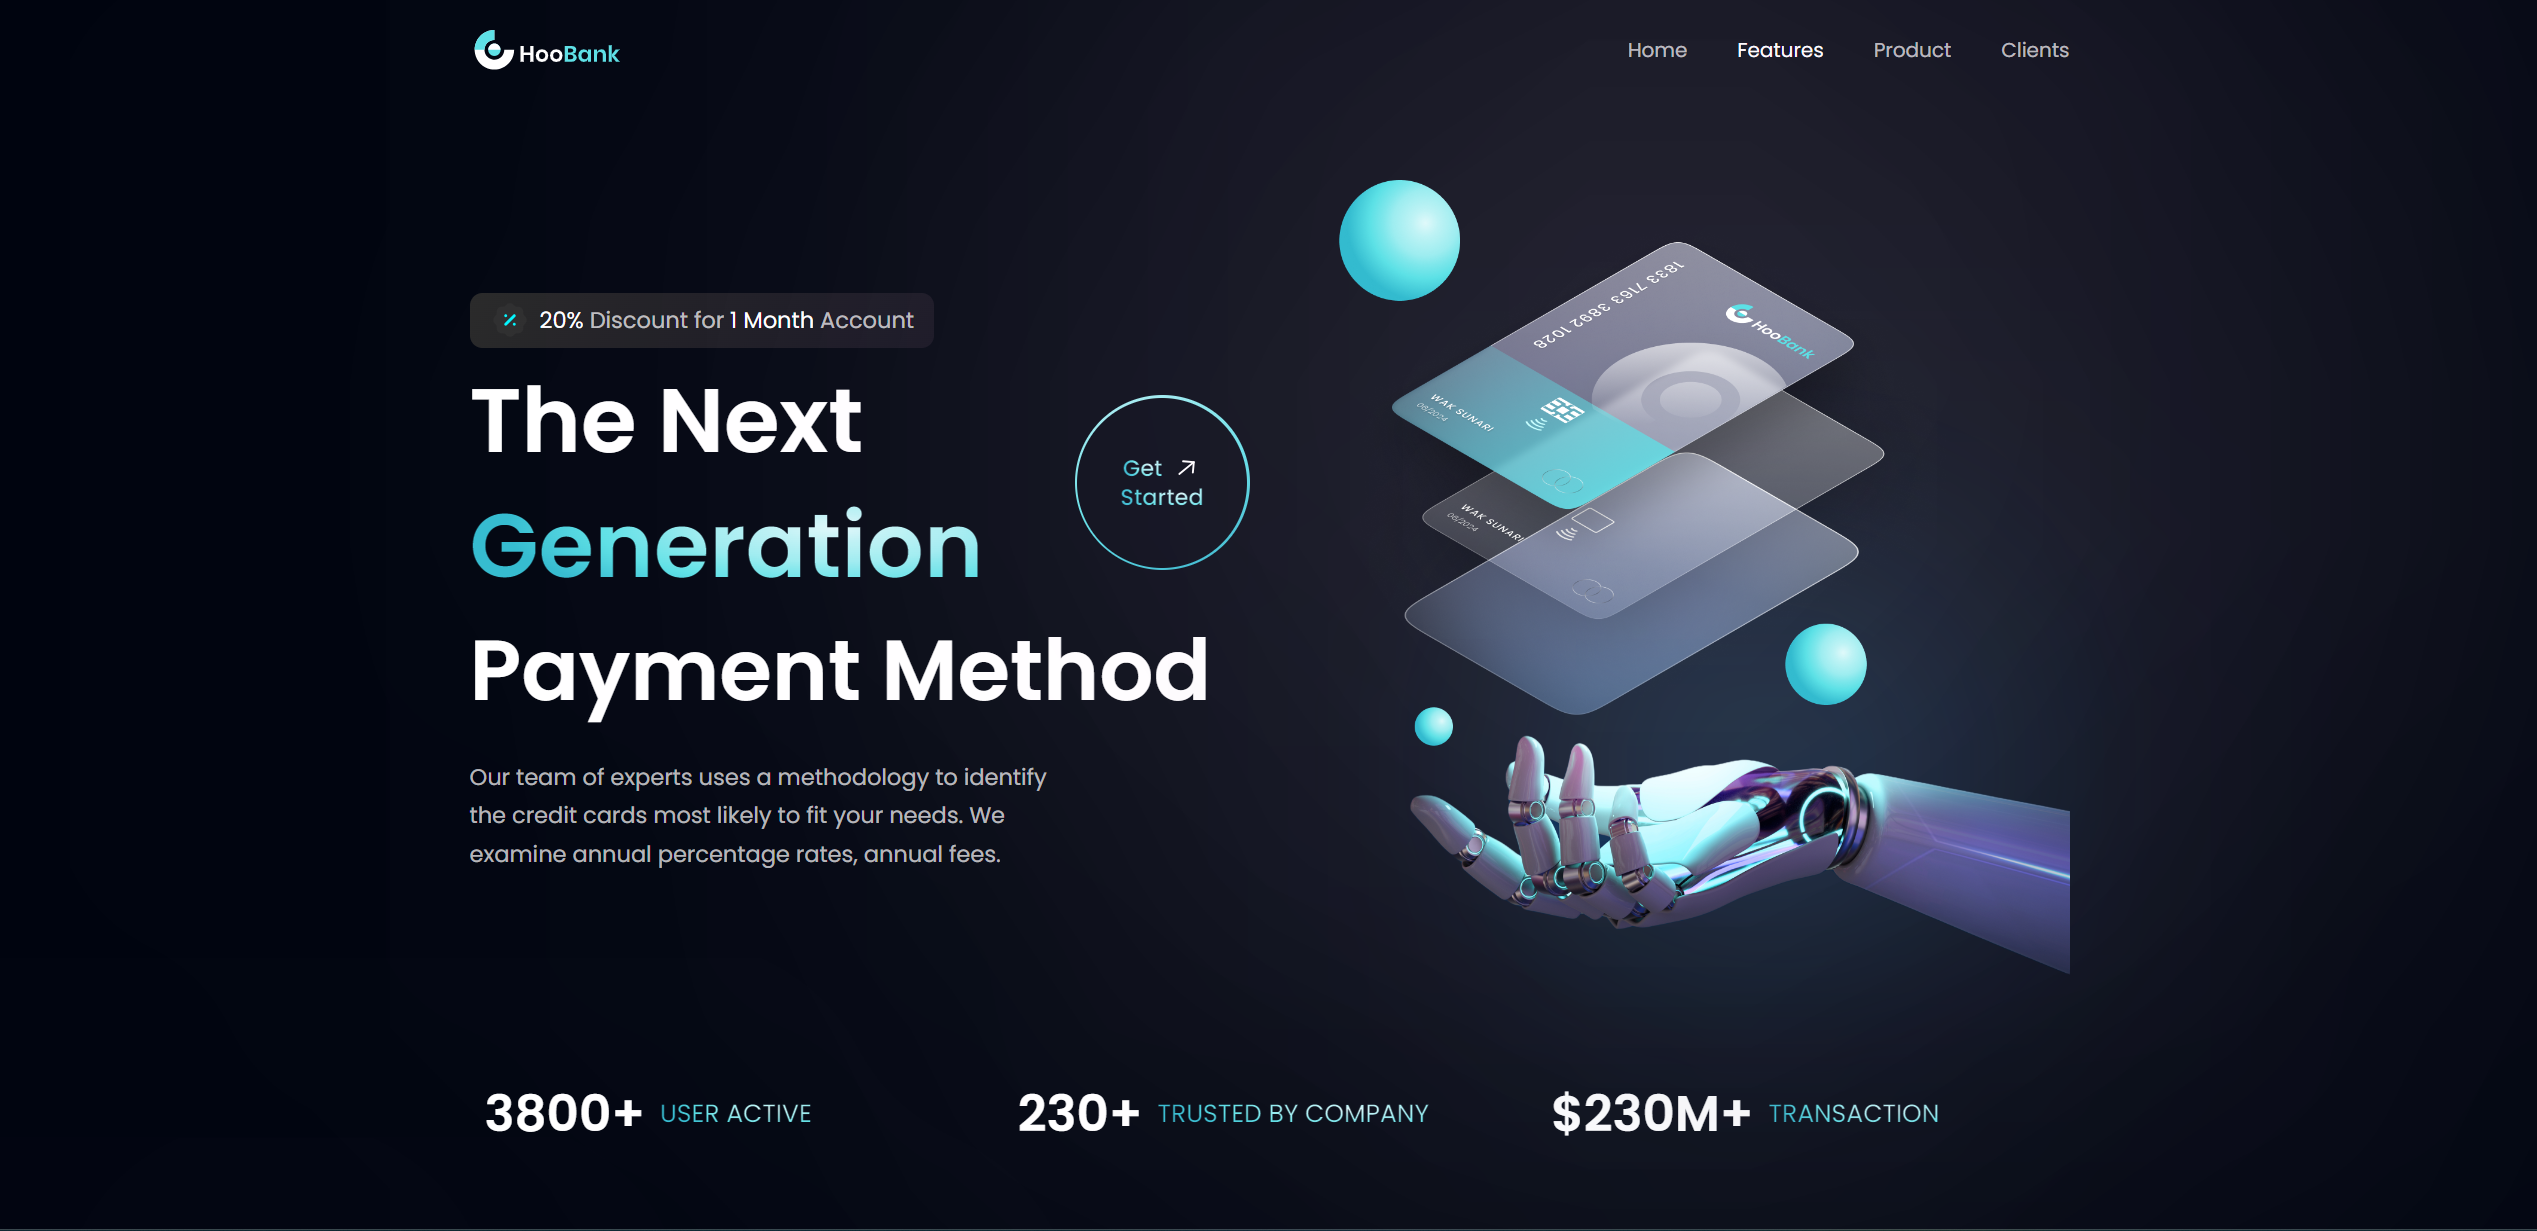 HooBank
Home
Features
Product
Clients
20% Discount for 1 Month Account
The Next
Generation
Payment Method
Get
Started
Our team of experts uses a methodology to identify
the credit cards most likely to fit your needs. We
examine annual percentage rates, annual fees.
1833 7163 3892 1028
HooBank
WAK SUNARI
08/2024
WAK SUNARI
08/2024
3800+ USER ACTIVE
230+ TRUSTED BY COMPANY
$230M+ TRANSACTION